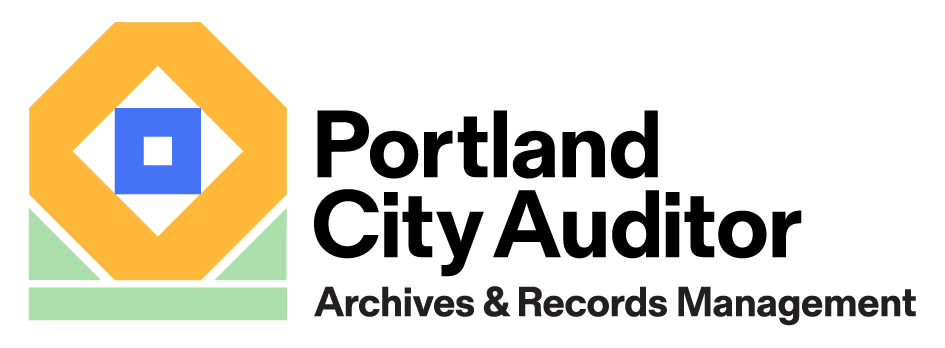 Portland
City Auditor
Archives & Records Management